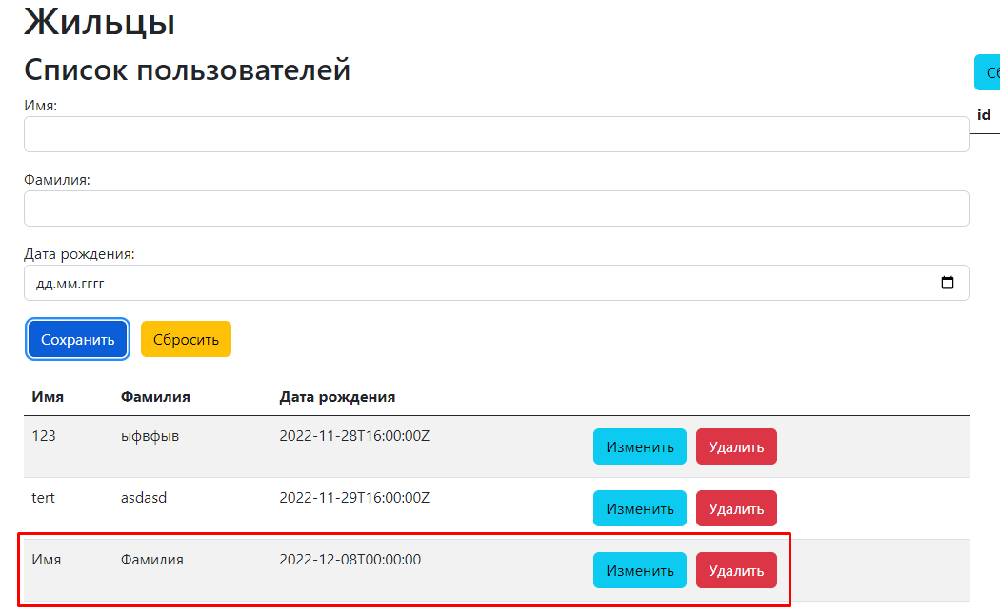 Жильцы
Список пользователей
Имя:
id
Фамилия:
Дата рождения:
дд.мм.гггг
Сохранить Сбросить
Имя Фамилия Дата рождения
123 ыфвфыв 2022-11-28T16:00:00Z Изменить Удалить
tert asdasd 2022-11-29T16:00:00Z Изменить Удалить
Имя Фамилия 2022-12-08T00:00:00 Изменить Удалить